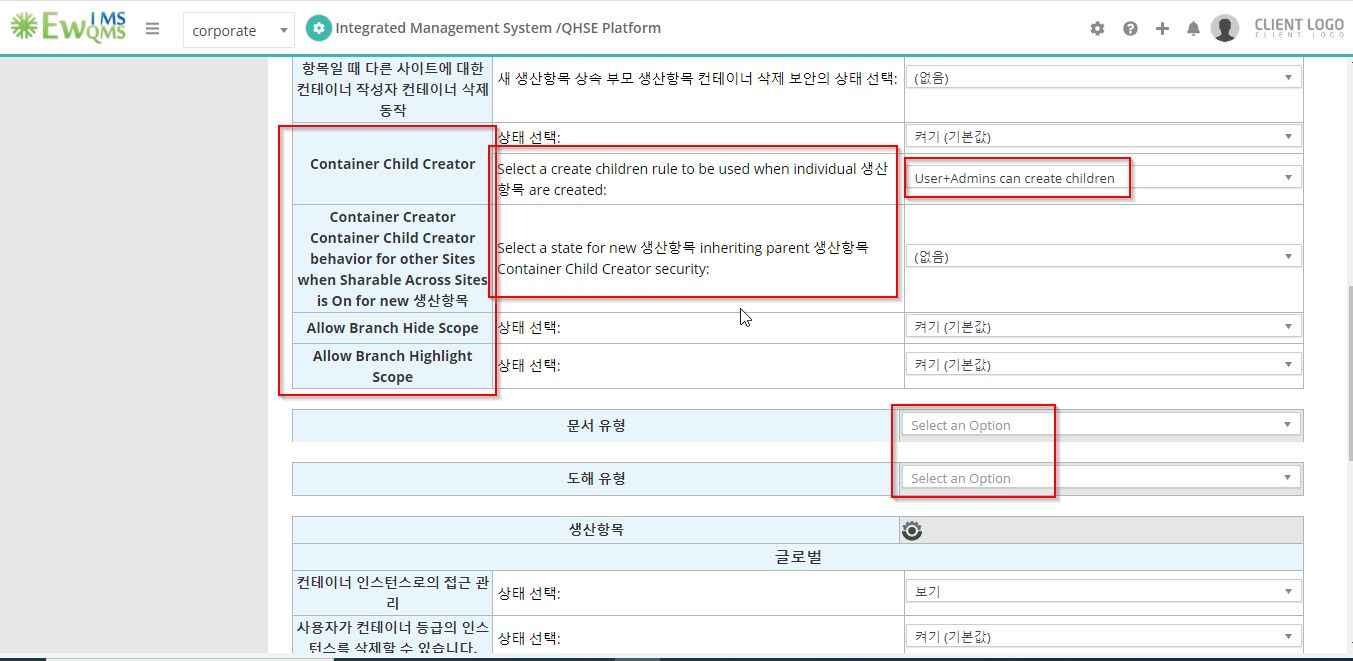 EwQMS IMS
corporate
Integrated Management System /QHSE Platform
CLIENT LOGO
CLIENT LOGO
항목일 때 다른 사이트에 대한
컨테이너 작성자 컨테이너 삭제
동작
새 생산항목 상속 부모 생산항목 컨테이너 삭제 보안의 상태 선택:
(없음)
Container Child Creator
상태 선택:
켜기 (기본값)
Select a create children rule to be used when individual 생산
항목 are created:
User+Admins can create children
Container Creator
Container Child Creator
behavior for other Sites
when Sharable Across Sites
is On for new 생산항목
Select a state for new 생산항목 inheriting parent 생산항목
Container Child Creator security:
(없음)
Allow Branch Hide Scope
상태 선택:
켜기 (기본값)
Allow Branch Highlight
Scope
상태 선택:
켜기 (기본값)
문서 유형
Select an Option
도해 유형
Select an Option
생산항목
글로벌
컨테이너 인스턴스로의 접근 관
리
상태 선택:
보기
사용자가 컨테이너 등급의 인스
턴스를 삭제할 수 있습니다.
상태 선택:
켜기 (기본값)